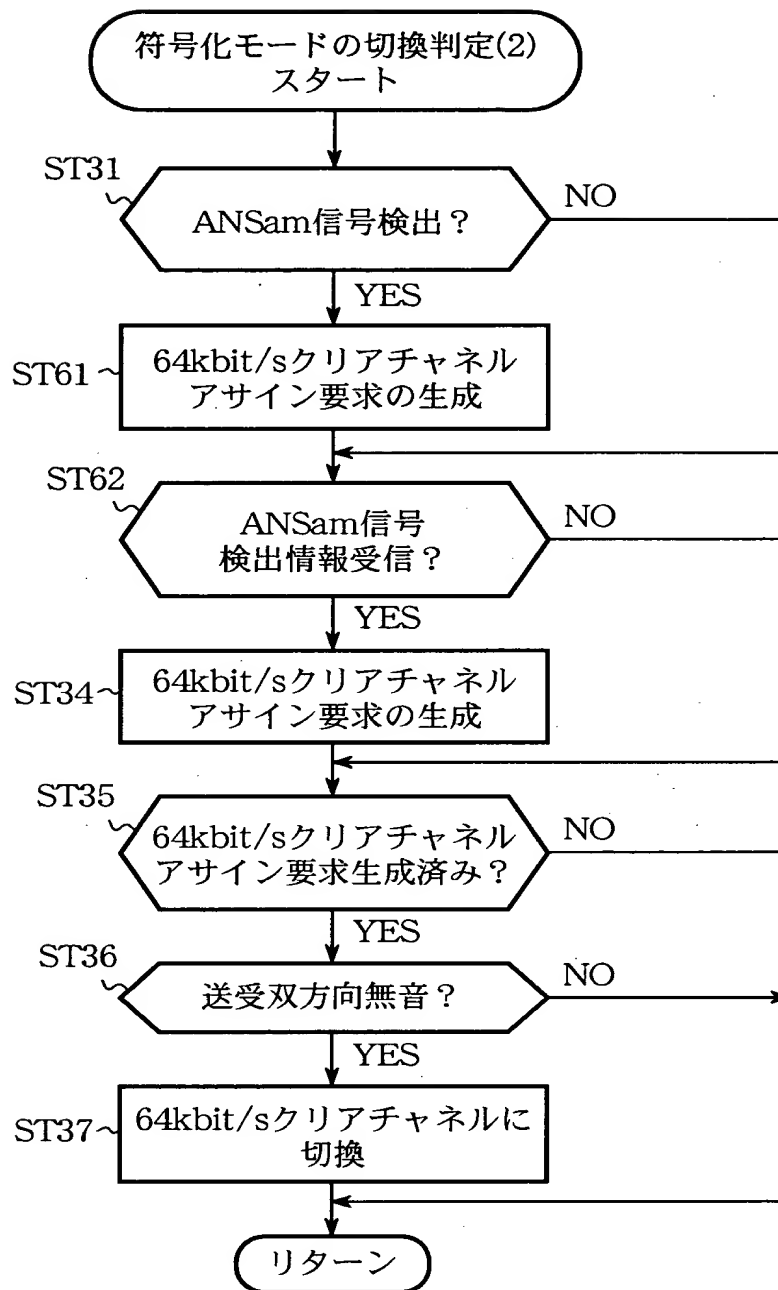 符号化モードの切換判定(2)
スタート
ST31
ANSam信号検出？
NO
YES
ST61
64kbit/sクリアチャネル
アサイン要求の生成
ST62
ANSam信号
検出情報受信？
NO
YES
ST34
64kbit/sクリアチャネル
アサイン要求の生成
ST35
64kbit/sクリアチャネル
アサイン要求生成済み？
NO
YES
ST36
送受双方向無音？
NO
YES
ST37
64kbit/sクリアチャネルに
切換
リターン